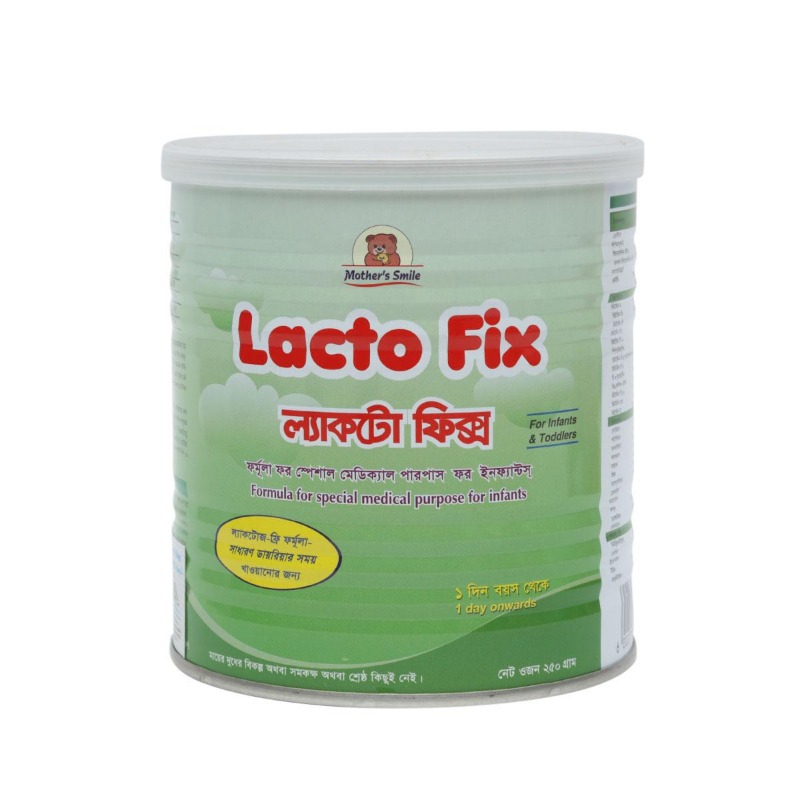 Mother's Smile
Lacto Fix
ল্যাকটো ফিক্স
For Infants
& Toddlers
ফর্মূলা ফর স্পেশাল মেডিক্যাল পারপাস ফর ইনফ্যান্টস্
Formula for special medical purpose for infants
ল্যাকটোজ-ফ্রি ফর্মূলা-
সাধারণ ডায়রিয়ার সময়
খাওয়ানোর জন্য
১ দিন বয়স থেকে
1 day onwards
মায়ের দুধের বিকল্প অথবা সমকক্ষ অথবা শ্রেষ্ঠ কিছুই নেই।
নেট ওজন ২৫০ গ্রাম